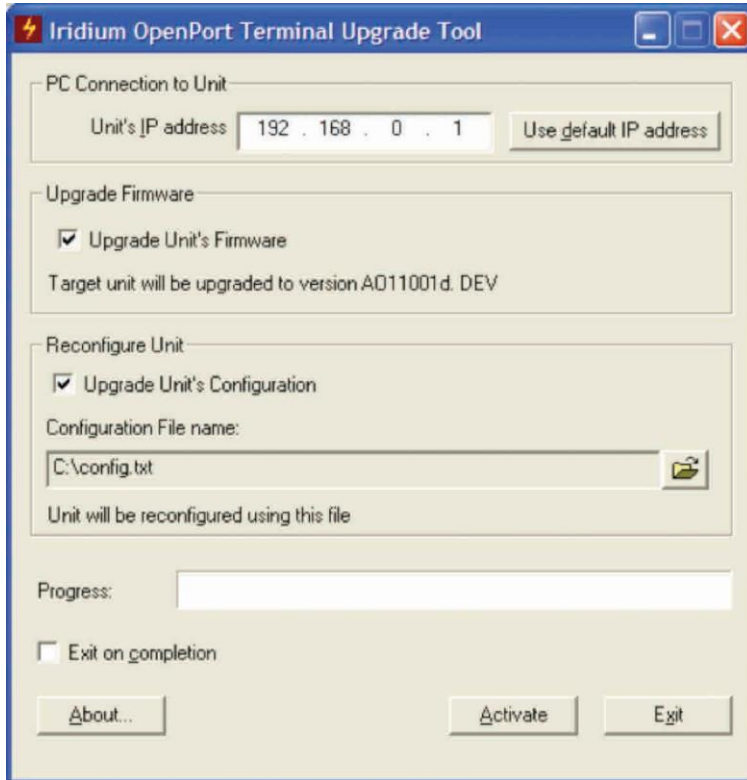 Iridium OpenPort Terminal Upgrade Tool
PC Connection to Unit
Unit's IP address 192 . 168 . 0 . 1 Use default IP address
Upgrade Firmware
Upgrade Unit's Firmware
Target unit will be upgraded to version AO11001d. DEV
Reconfigure Unit
Upgrade Unit's Configuration
Configuration File name:
C:\config.txt
Unit will be reconfigured using this file
Progress:
Exit on completion
About... Activate Exit